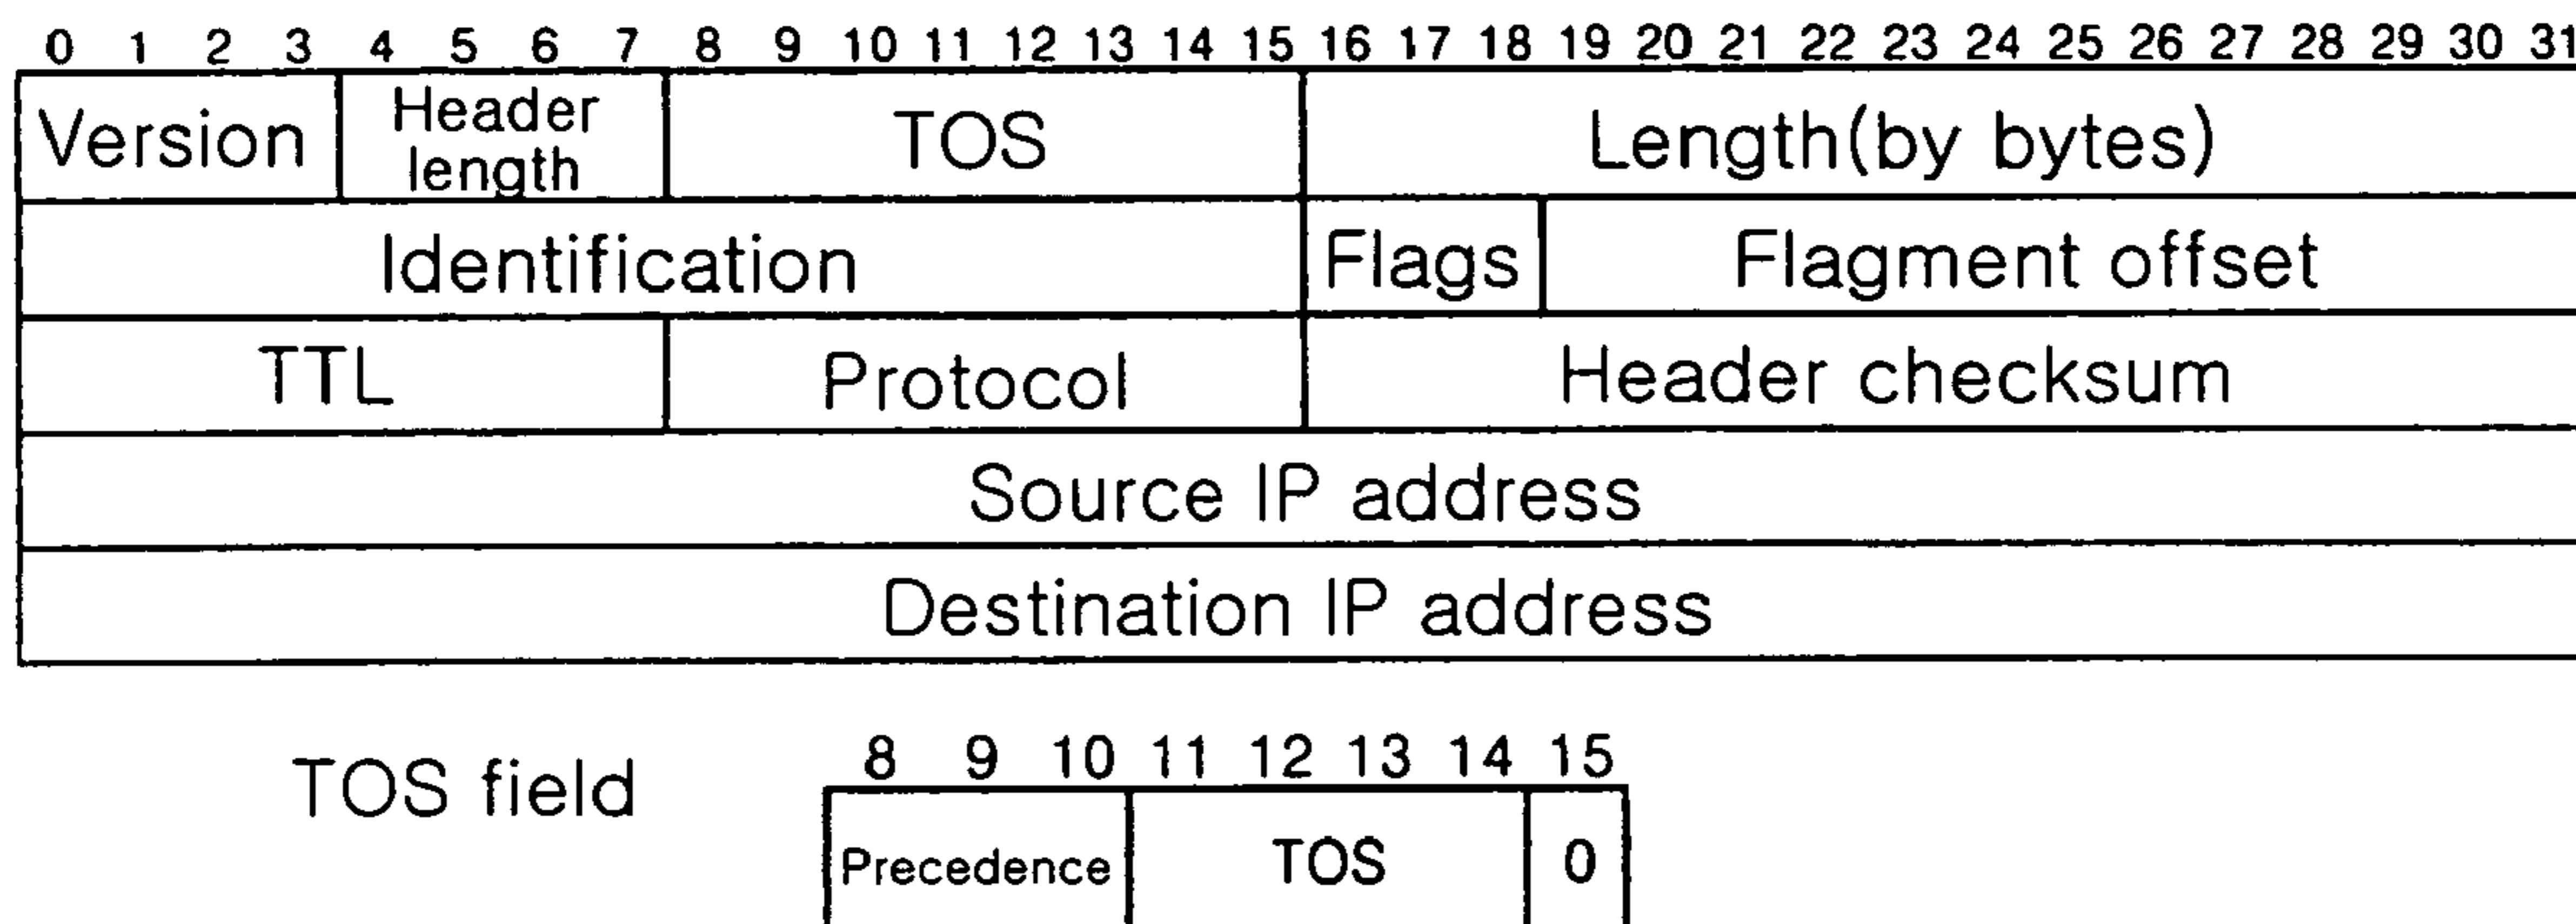 0 1 2 3 4 5 6 7 8 9 10 11 12 13 14 15 16 17 18 19 20 21 22 23 24 25 26 27 28 29 30 31
Version Header length TOS Length(by bytes)
Identification Flags Flagment offset
TTL Protocol Header checksum
Source IP address
Destination IP address
TOS field 8 9 10 11 12 13 14 15
Precedence TOS 0